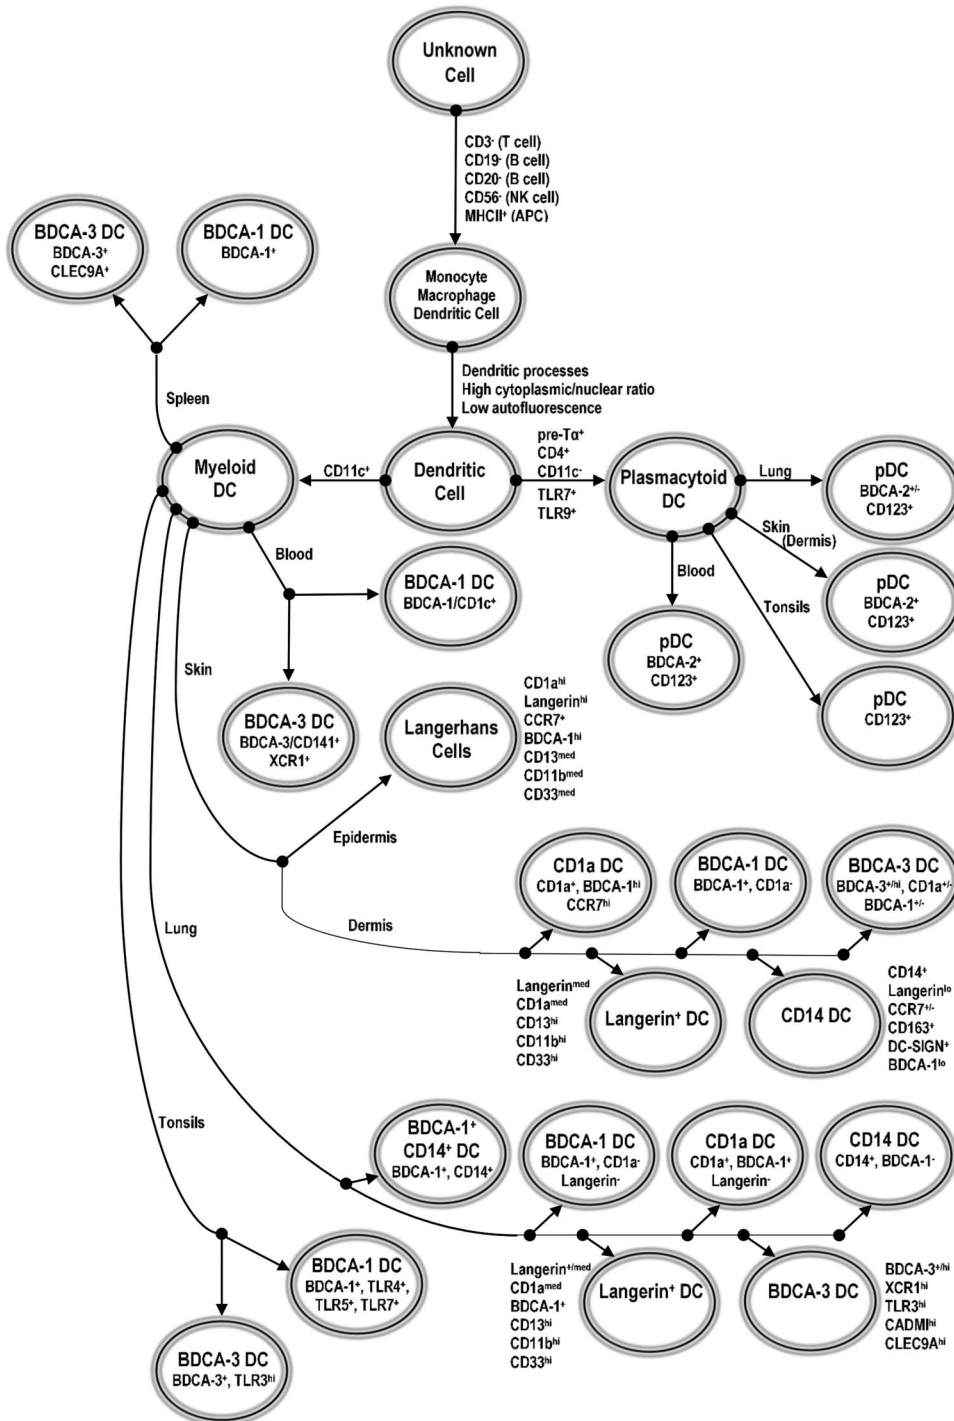 Unknown
Cell
CD3⁻ (T cell)
CD19⁻ (B cell)
CD20⁻ (B cell)
CD56⁻ (NK cell)
MHCII⁺ (APC)
BDCA-3 DC
BDCA-3⁺
CLEC9A⁺
BDCA-1 DC
BDCA-1⁺
Monocyte
Macrophage
Dendritic Cell
Dendritic processes
High cytoplasmic/nuclear ratio
Low autofluorescence
Spleen
Myeloid
DC
CD11c⁺
Dendritic
Cell
pre-Tα⁺
CD4⁺
CD11c⁻
TLR7⁺
TLR9⁺
Plasmacytoid
DC
Lung
pDC
BDCA-2⁺/⁻
CD123⁺
Skin
(Dermis)
pDC
BDCA-2⁺
CD123⁺
Blood
Tonsils
pDC
BDCA-2⁺
CD123⁺
pDC
CD123⁺
Blood
BDCA-1 DC
BDCA-1/CD1c⁺
BDCA-3 DC
BDCA-3/CD141⁺
XCR1⁺
Skin
Langerhans
Cells
CD1aʰⁱ
Langerinʰⁱ
CCR7⁺
BDCA-1ʰⁱ
CD13ᵐᵉᵈ
CD11bᵐᵉᵈ
CD33ᵐᵉᵈ
Epidermis
Dermis
CD1a DC
CD1a⁺, BDCA-1ʰⁱ
CCR7ʰⁱ
BDCA-1 DC
BDCA-1⁺, CD1a⁻
BDCA-3 DC
BDCA-3⁺/ʰⁱ, CD1a⁺/⁻
BDCA-1⁺/⁻
Langerinᵐᵉᵈ
CD1aᵐᵉᵈ
CD13ʰⁱ
CD11bʰⁱ
CD33ʰⁱ
Langerin⁺ DC
CD14 DC
CD14⁺
Langerinˡᵒ
CCR7⁺/⁻
CD163⁺
DC-SIGN⁺
BDCA-1ˡᵒ
Lung
BDCA-1⁺
CD14⁺ DC
BDCA-1⁺, CD14⁺
BDCA-1 DC
BDCA-1⁺, CD1a⁻
Langerin⁻
CD1a DC
CD1a⁺, BDCA-1⁺
Langerin⁻
CD14 DC
CD14⁺, BDCA-1⁻
Langerin⁺/ᵐᵉᵈ
CD1aᵐᵉᵈ
BDCA-1⁺
CD13ʰⁱ
CD11bʰⁱ
CD33ʰⁱ
Langerin⁺ DC
BDCA-3 DC
BDCA-3⁺/ʰⁱ
XCR1ʰⁱ
TLR3ʰⁱ
CADMIʰⁱ
CLEC9Aʰⁱ
Tonsils
BDCA-1 DC
BDCA-1⁺, TLR4⁺,
TLR5⁺, TLR7⁺
BDCA-3 DC
BDCA-3⁺, TLR3ʰⁱ